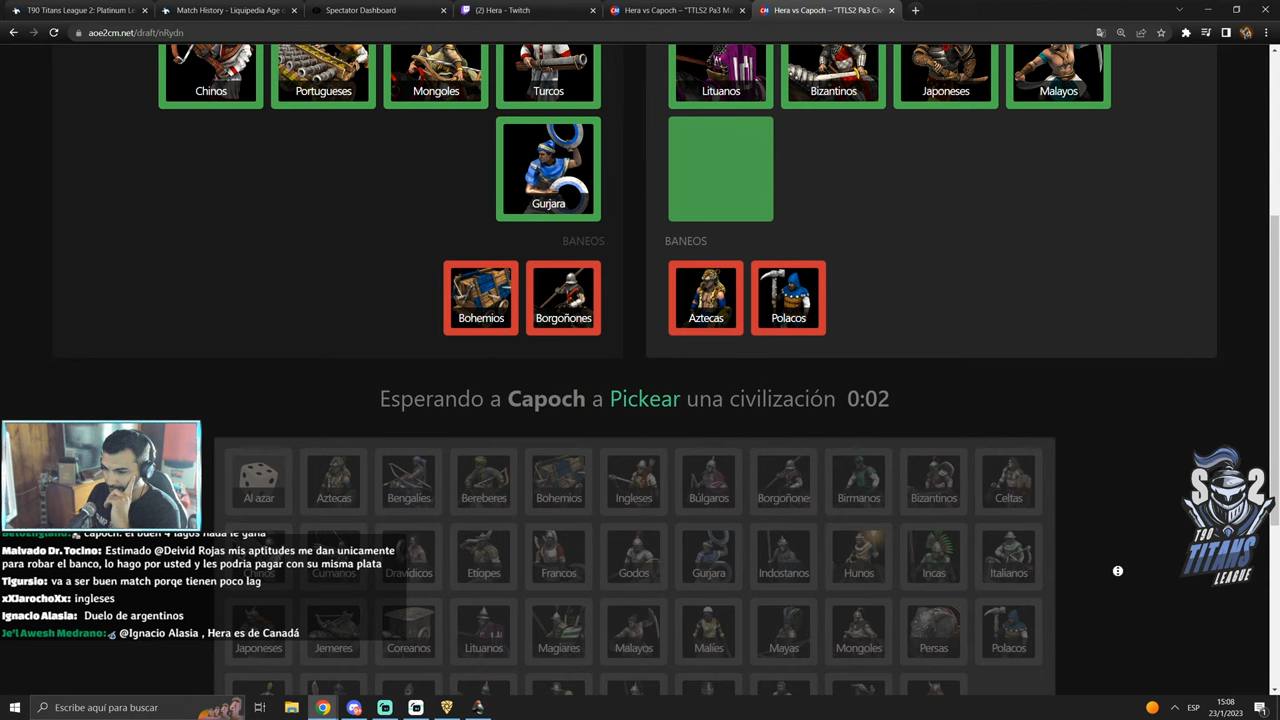 T90 Titans League 2: Platinum Le
Match History - Liquipedia Age o
Spectator Dashboard
(2) Hera - Twitch
Hera vs Capoch – "TTLS2 Pa3 Ma
Hera vs Capoch – "TTLS2 Pa3 Civ
aoe2cm.net/draft/nRydn
Chinos
Portugueses
Mongoles
Turcos
Lituanos
Bizantinos
Japoneses
Malayos
Gurjara
BANEOS
BANEOS
Bohemios
Borgoñones
Aztecas
Polacos
Esperando a Capoch a Pickear una civilización 0:02
Al azar
Aztecas
Bengalíes
Bereberes
Bohemios
Ingleses
Búlgaros
Borgoñones
Birmanos
Bizantinos
Celtas
Chinos
Cumanos
Dravídicos
Etíopes
Francos
Godos
Gurjara
Indostanos
Hunos
Incas
Italianos
Japoneses
Jemeres
Coreanos
Lituanos
Magiares
Malayos
Malíes
Mayas
Mongoles
Persas
Polacos
BetoEngland: capoch: el buen 4 lagos nada le gana
Malvado Dr. Tocino: Estimado @Deivid Rojas mis aptitudes me dan unicamente
para robar el banco, lo hago por usted y les podria pagar con su misma plata
Tigursio: va a ser buen match porqe tienen poco lag
xXJarochoXx: ingleses
Ignacio Alasia: Duelo de argentinos
Je'l Awesh Medrano: @Ignacio Alasia , Hera es de Canadá
S 2
T90
TITANS
LEAGUE
Escribe aquí para buscar
ESP
15:08
23/1/2023
1